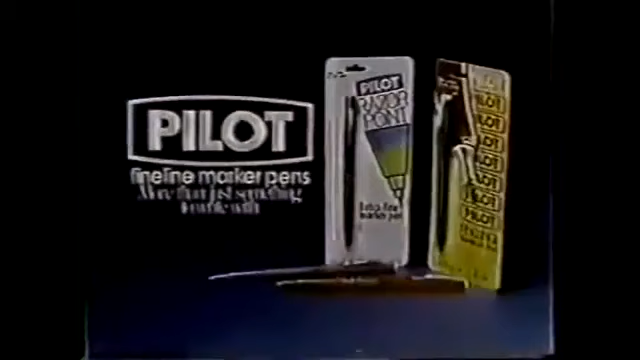 PILOT
fineline marker pens
More than just something
to write with
PILOT
RAZOR
POINT
Extra-fine
marker pen
PILOT
PILOT
PILOT
PILOT
PILOT
PILOT
PILOT